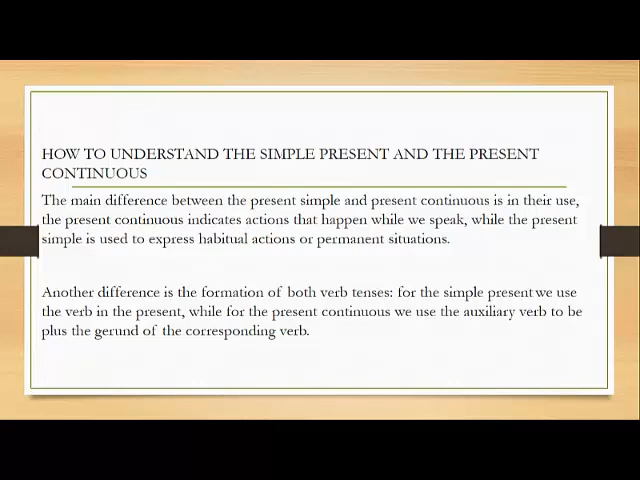 HOW TO UNDERSTAND THE SIMPLE PRESENT AND THE PRESENT
CONTINUOUS
The main difference between the present simple and present continuous is in their use,
the present continuous indicates actions that happen while we speak, while the present
simple is used to express habitual actions or permanent situations.
Another difference is the formation of both verb tenses: for the simple present we use
the verb in the present, while for the present continuous we use the auxiliary verb to be
plus the gerund of the corresponding verb.